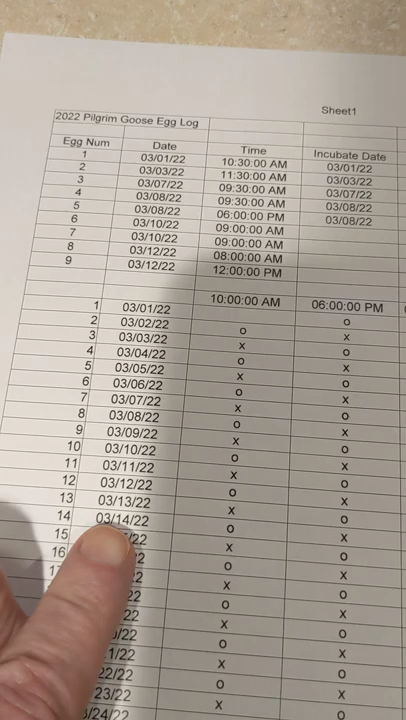 Sheet1
2022 Pilgrim Goose Egg Log
Egg Num Date Time Incubate Date
1 03/01/22 10:30:00 AM 03/01/22
2 03/03/22 11:30:00 AM 03/03/22
3 03/07/22 09:30:00 AM 03/07/22
4 03/08/22 09:30:00 AM 03/08/22
5 03/08/22 06:00:00 PM 03/08/22
6 03/10/22 09:00:00 AM
7 03/10/22 09:00:00 AM
8 03/12/22 08:00:00 AM
9 03/12/22 12:00:00 PM
10:00:00 AM 06:00:00 PM
1 03/01/22 o
2 03/02/22 o x
3 03/03/22 x o
4 03/04/22 o x
5 03/05/22 x o
6 03/06/22 o x
7 03/07/22 x o
8 03/08/22 o x
9 03/09/22 x o
10 03/10/22 o x
11 03/11/22 x o
12 03/12/22 o x
13 03/13/22 x o
14 03/14/22 o x
15 /22 x o
16 2 o x
2 x o
22 o x
22 x o
/22 o x
1/22 x o
22/22 o x
23/22 x o
3/24/22